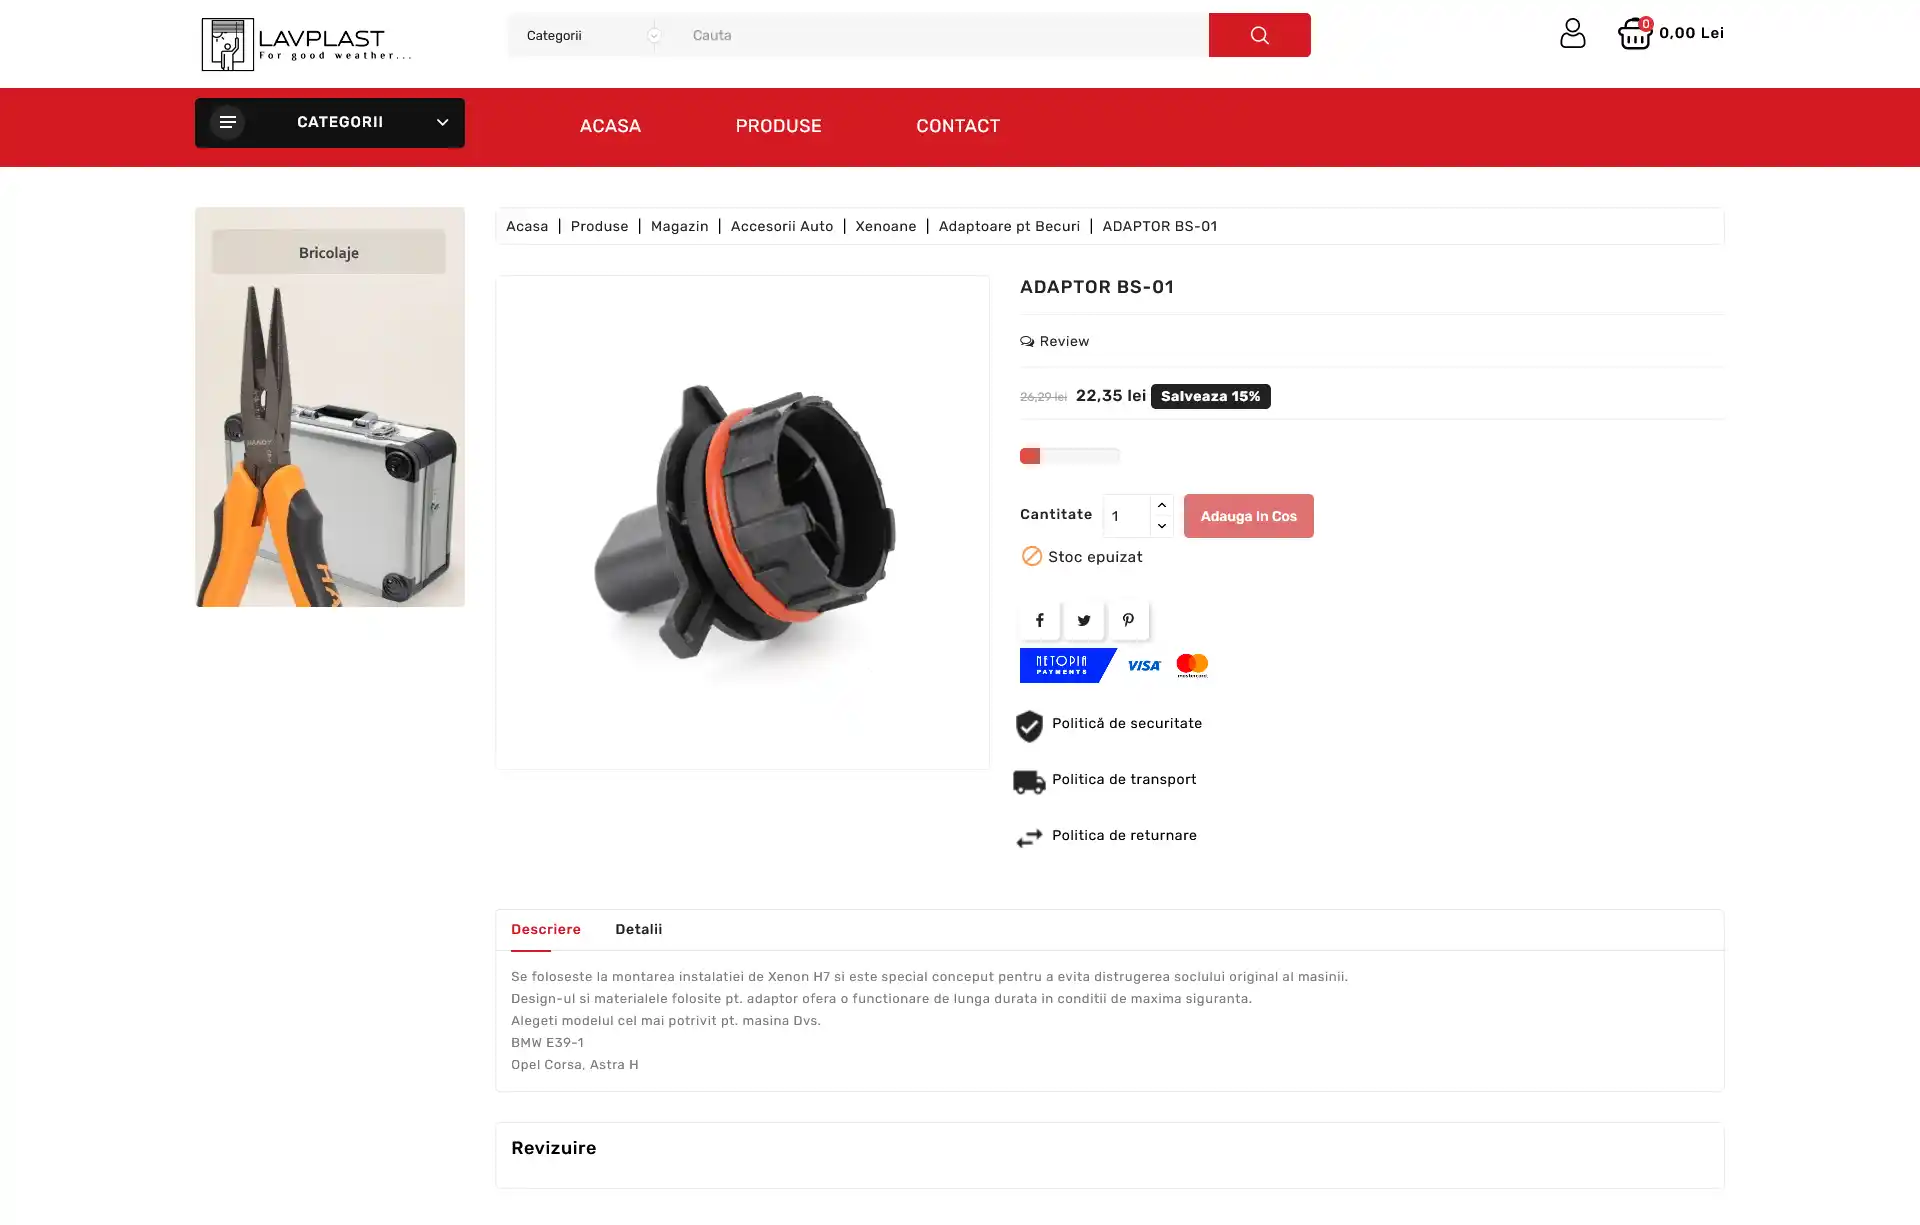 LAVPLAST
For good weather...
Categorii
Cauta
0
0,00 Lei
CATEGORII
ACASA
PRODUSE
CONTACT
Bricolaje
Acasa | Produse | Magazin | Accesorii Auto | Xenoane | Adaptoare pt Becuri | ADAPTOR BS-01
ADAPTOR BS-01
Review
26,29 lei 22,35 lei Salveaza 15%
Cantitate 1 Adauga In Cos
Stoc epuizat
NETOPIA
PAYMENTS
VISA
mastercard
Politică de securitate
Politica de transport
Politica de returnare
Descriere Detalii
Se foloseste la montarea instalatiei de Xenon H7 si este special conceput pentru a evita distrugerea soclului original al masinii.
Design-ul si materialele folosite pt. adaptor ofera o functionare de lunga durata in conditii de maxima siguranta.
Alegeti modelul cel mai potrivit pt. masina Dvs.
BMW E39-1
Opel Corsa, Astra H
Revizuire